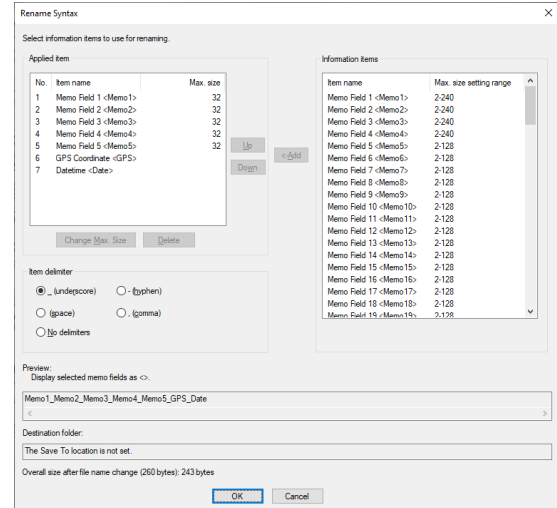 Rename Syntax
Select information items to use for renaming.
Applied item
No. Item name Max. size
1 Memo Field 1 <Memo1> 32
2 Memo Field 2 <Memo2> 32
3 Memo Field 3 <Memo3> 32
4 Memo Field 4 <Memo4> 32
5 Memo Field 5 <Memo5> 32
6 GPS Coordinate <GPS>
7 Datetime <Date>
Up
Down
<-Add
Change Max. Size Delete
Information items
Item name Max. size setting range
Memo Field 1 <Memo1> 2-240
Memo Field 2 <Memo2> 2-240
Memo Field 3 <Memo3> 2-240
Memo Field 4 <Memo4> 2-240
Memo Field 5 <Memo5> 2-128
Memo Field 6 <Memo6> 2-128
Memo Field 7 <Memo7> 2-128
Memo Field 8 <Memo8> 2-128
Memo Field 9 <Memo9> 2-128
Memo Field 10 <Memo10> 2-128
Memo Field 11 <Memo11> 2-128
Memo Field 12 <Memo12> 2-128
Memo Field 13 <Memo13> 2-128
Memo Field 14 <Memo14> 2-128
Memo Field 15 <Memo15> 2-128
Memo Field 16 <Memo16> 2-128
Memo Field 17 <Memo17> 2-128
Memo Field 18 <Memo18> 2-128
Memo Field 19 <Memo19> 2-128
Item delimiter
_ (underscore) - (hyphen)
(space) , (comma)
No delimiters
Preview:
Display selected memo fields as <>.
Memo1_Memo2_Memo3_Memo4_Memo5_GPS_Date
Destination folder:
The Save To location is not set.
Overall size after file name change (260 bytes): 243 bytes
OK Cancel